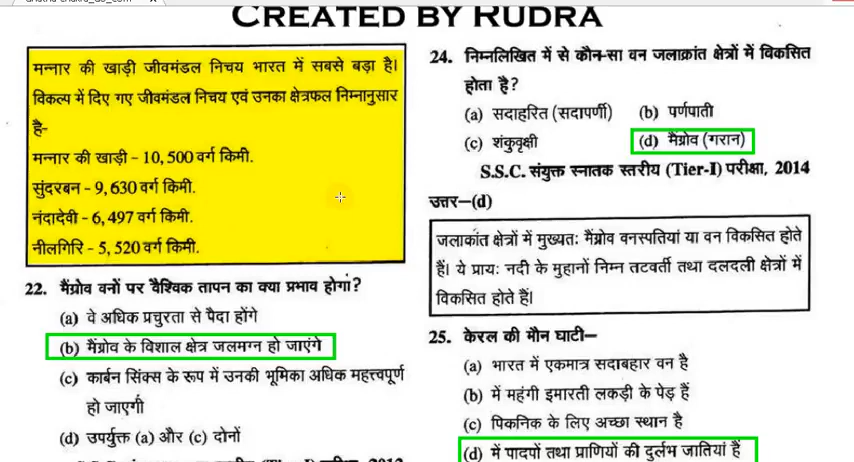 CREATED BY RUDRA
मन्नार की खाड़ी जीवमंडल निचय भारत में सबसे बड़ा है।
विकल्प में दिए गए जीवमंडल निचय एवं उनका क्षेत्रफल निम्नानुसार
है-
मन्नार की खाड़ी - 10, 500 वर्ग किमी.
सुंदरबन - 9, 630 वर्ग किमी.
नंदादेवी - 6, 497 वर्ग किमी.
नीलगिरि - 5, 520 वर्ग किमी.
22. मैंग्रोव वनों पर वैश्विक तापन का क्या प्रभाव होगा?
(a) वे अधिक प्रचुरता से पैदा होंगे
(b) मैंग्रोव के विशाल क्षेत्र जलमग्न हो जाएंगे
(c) कार्बन सिंक्स के रूप में उनकी भूमिका अधिक महत्त्वपूर्ण
हो जाएगी
(d) उपर्युक्त (a) और (c) दोनों
24. निम्नलिखित में से कौन-सा वन जलाक्रांत क्षेत्रों में विकसित
होता है?
(a) सदाहरित (सदापर्णी) (b) पर्णपाती
(c) शंकुवृक्षी (d) मैंग्रोव (गरान)
S.S.C. संयुक्त स्नातक स्तरीय (Tier-I) परीक्षा, 2014
उत्तर—(d)
जलाक्रांत क्षेत्रों में मुख्यतः मैंग्रोव वनस्पतियां या वन विकसित होते
हैं। ये प्रायः नदी के मुहानों निम्न तटवर्ती तथा दलदली क्षेत्रों में
विकसित होते हैं।
25. केरल की मौन घाटी—
(a) भारत में एकमात्र सदाबहार वन है
(b) में महंगी इमारती लकड़ी के पेड़ हैं
(c) पिकनिक के लिए अच्छा स्थान है
(d) में पादपों तथा प्राणियों की दुर्लभ जातियां हैं